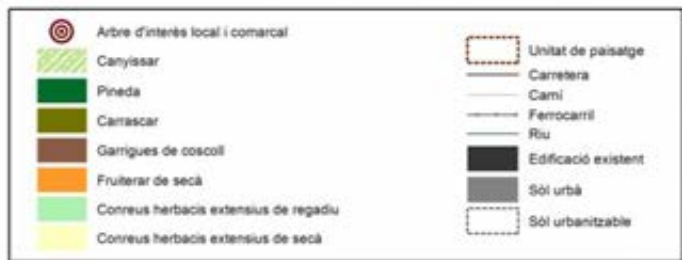 Arbre d'interès local i comarcal
Canyissar
Pineda
Carrascar
Garrigues de coscoll
Fruiterar de secà
Conreus herbacis extensius de regadiu
Conreus herbacis extensius de secà
Unitat de paisatge
Carretera
Camí
Ferrocarril
Riu
Edificació existent
Sòl urbà
Sòl urbanitzable